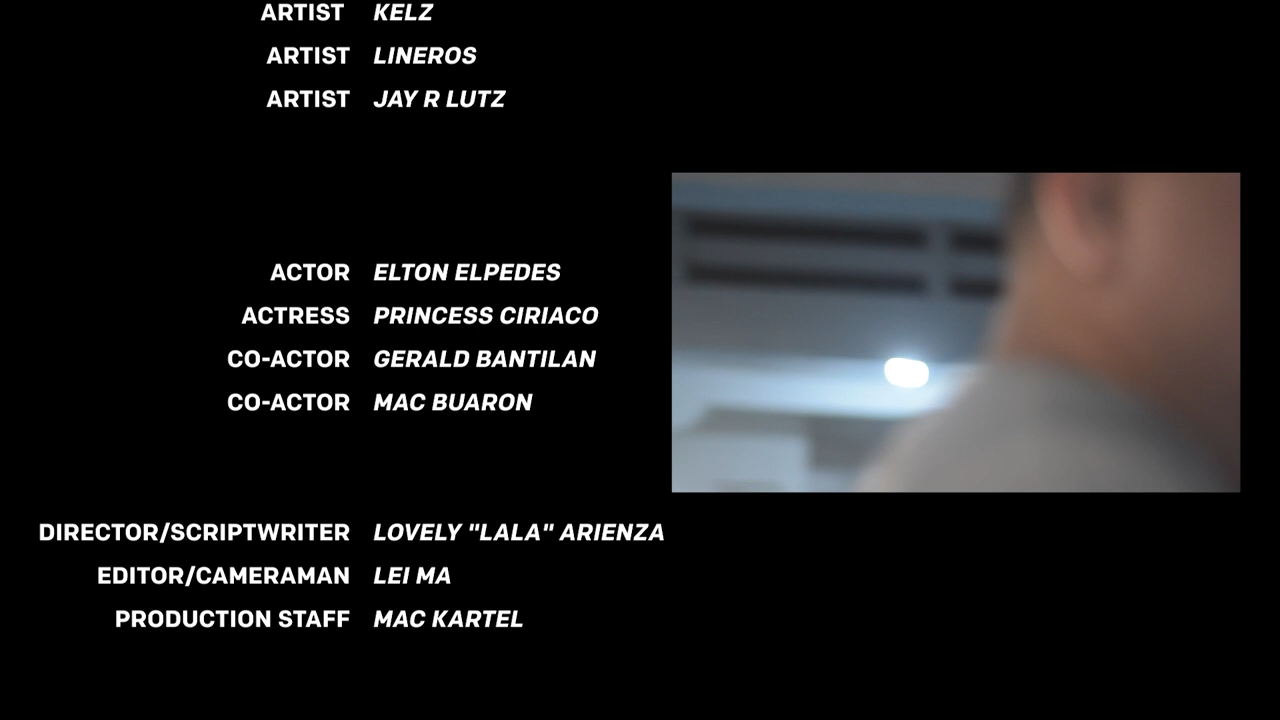 ARTIST KELZ
ARTIST LINEROS
ARTIST JAY R LUTZ
ACTOR ELTON ELPEDES
ACTRESS PRINCESS CIRIACO
CO-ACTOR GERALD BANTILAN
CO-ACTOR MAC BUARON
DIRECTOR/SCRIPTWRITER LOVELY "LALA" ARIENZA
EDITOR/CAMERAMAN LEI MA
PRODUCTION STAFF MAC KARTEL